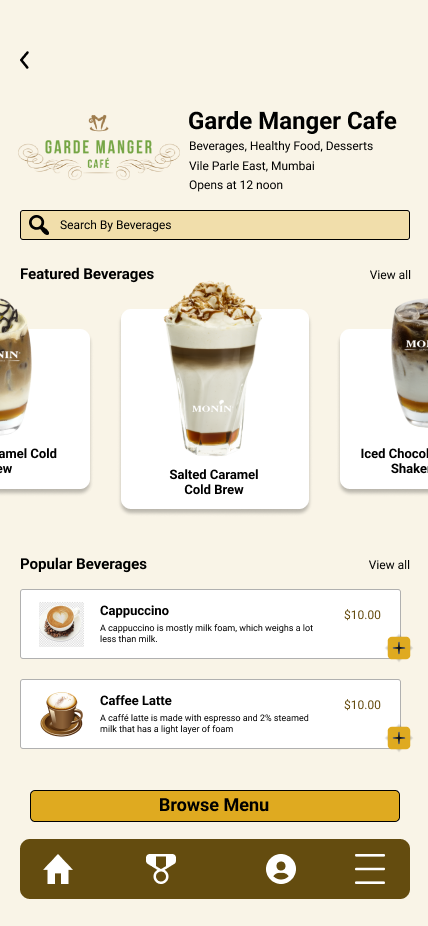 GARDE MANGER
CAFÉ
Garde Manger Cafe
Beverages, Healthy Food, Desserts
Vile Parle East, Mumbai
Opens at 12 noon
Search By Beverages
Featured Beverages
View all
MONIN
amel Cold
ew
MONIN
Salted Caramel
Cold Brew
MO
Iced Chocol
Shaker
Popular Beverages
View all
Cappuccino
$10.00
A cappuccino is mostly milk foam, which weighs a lot
less than milk.
+
Caffee Latte
$10.00
A caffé latte is made with espresso and 2% steamed
milk that has a light layer of foam
+
Browse Menu